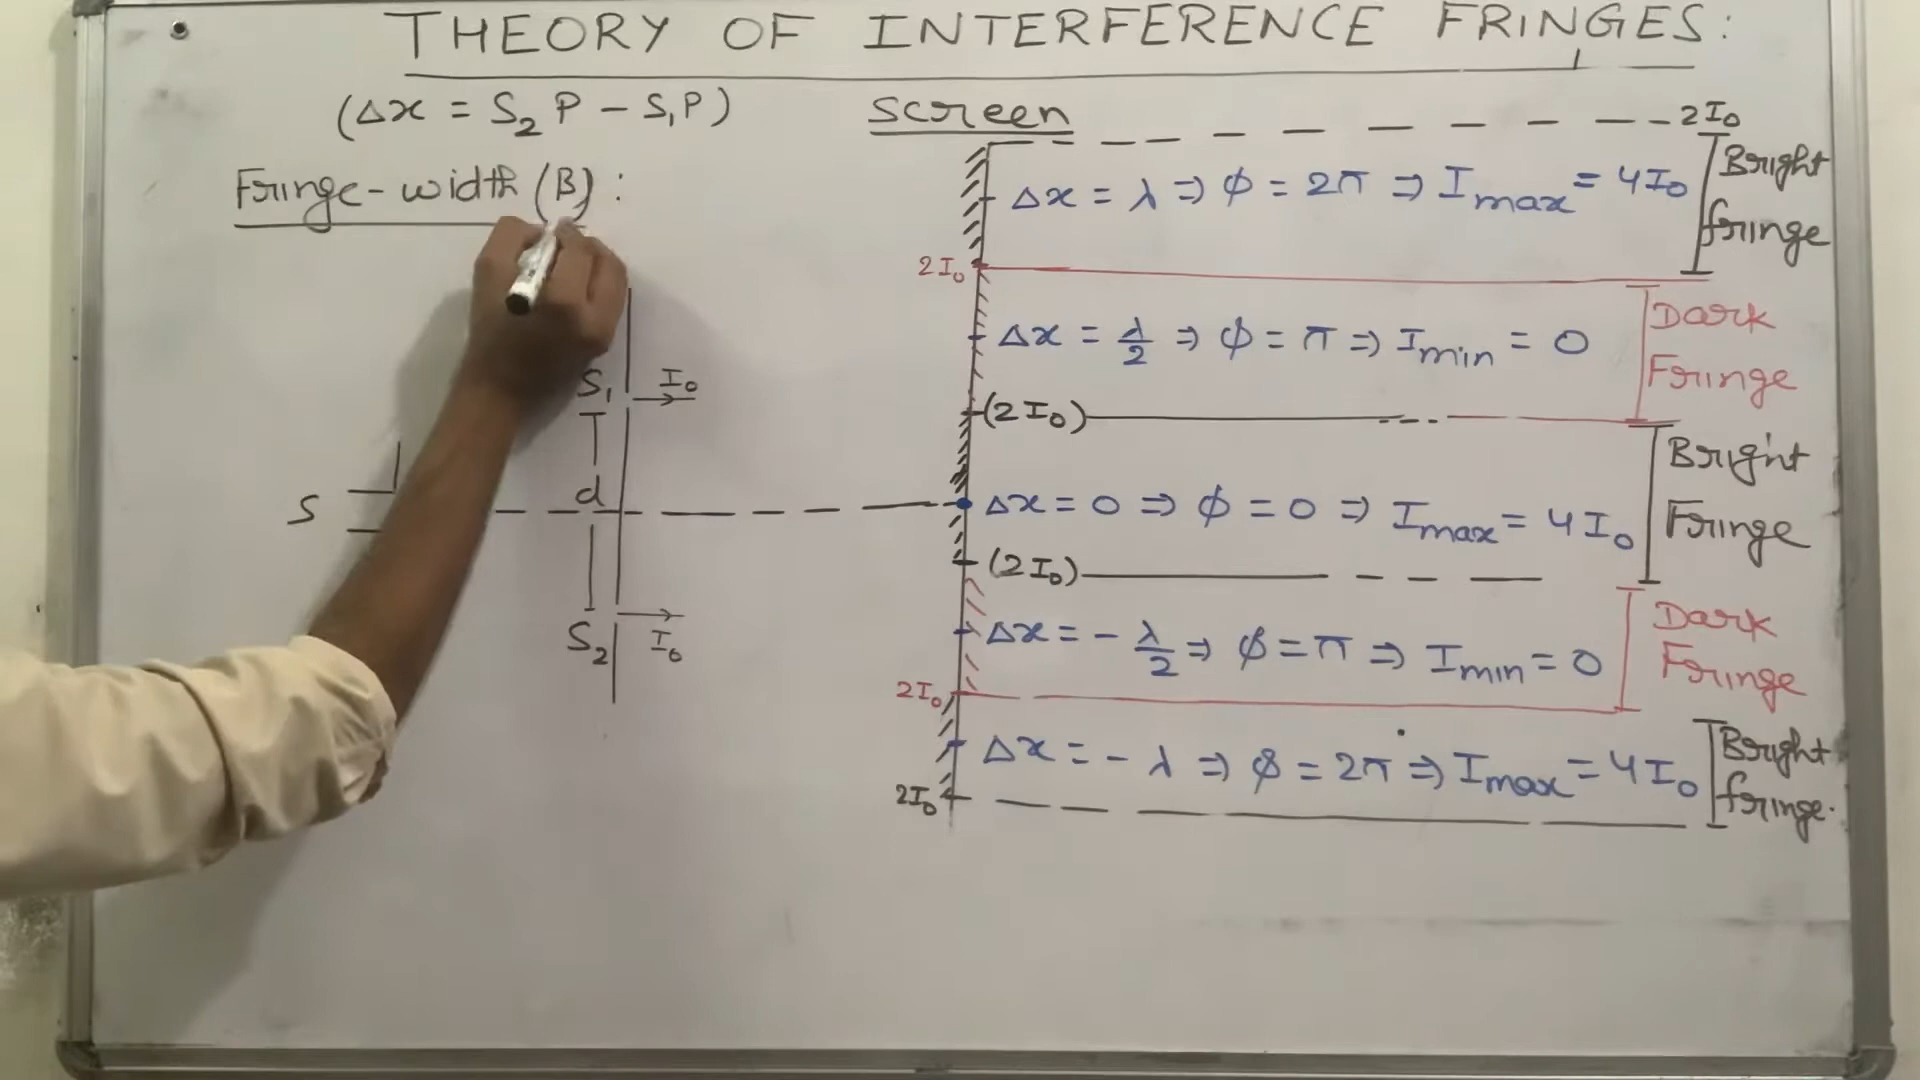 THEORY OF INTERFERENCE FRINGES:
(Δx = S₂P - S₁P)
Screen
2I₀
Fringe-width (β) :
Δx = λ ⇒ ϕ = 2π ⇒ Imax = 4I₀
Bright
fringe
2I₀
Δx = λ/2 ⇒ ϕ = π ⇒ Imin = 0
Dark
Fringe
S₁
I₀
(2I₀)
S
d
Δx = 0 ⇒ ϕ = 0 ⇒ Imax = 4I₀
Bright
Fringe
(2I₀)
S₂
I₀
Δx = - λ/2 ⇒ ϕ = π ⇒ Imin = 0
Dark
Fringe
2I₀
Δx = - λ ⇒ ϕ = 2π ⇒ Imax = 4I₀
Bright
fringe.
2I₀